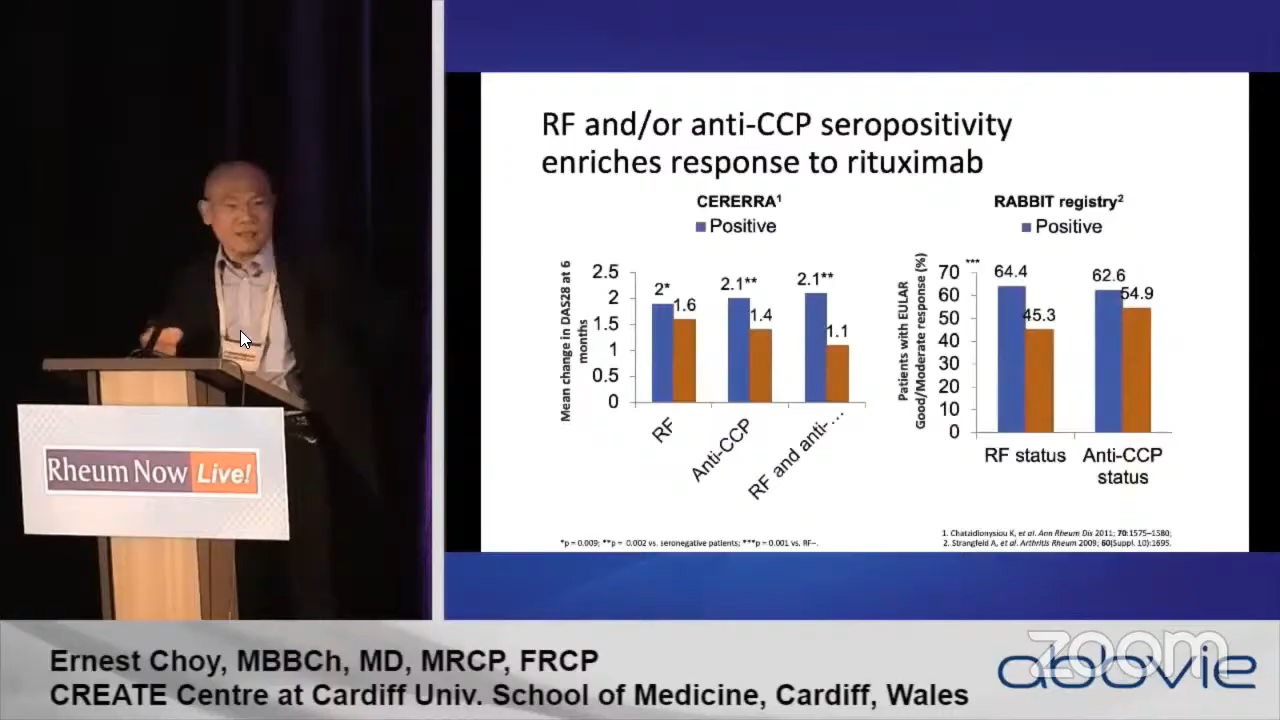 RF and/or anti-CCP seropositivity
enriches response to rituximab
CERERRA¹
Positive
Mean change in DAS28 at 6
months
2.5
2
1.5
1
0.5
0
2*
1.6
2.1**
1.4
2.1**
1.1
RF
Anti-CCP
RF and anti-...
RABBIT registry²
Positive
Patients with EULAR
Good/Moderate response (%)
70
60
50
40
30
20
10
0
***
64.4
45.3
62.6
54.9
RF status
Anti-CCP
status
*p = 0.009; **p = 0.002 vs. seronegative patients; ***p = 0.001 vs. RF–.
1. Chatzidionysiou K, et al. Ann Rheum Dis 2011; 70:1575–1580;
2. Strangfeld A, et al. Arthritis Rheum 2009; 60(Suppl. 10):1695.
Rheum Now Live!
Ernest Choy, MBBCh, MD, MRCP, FRCP
CREATE Centre at Cardiff Univ. School of Medicine, Cardiff, Wales
zoom
abbvie